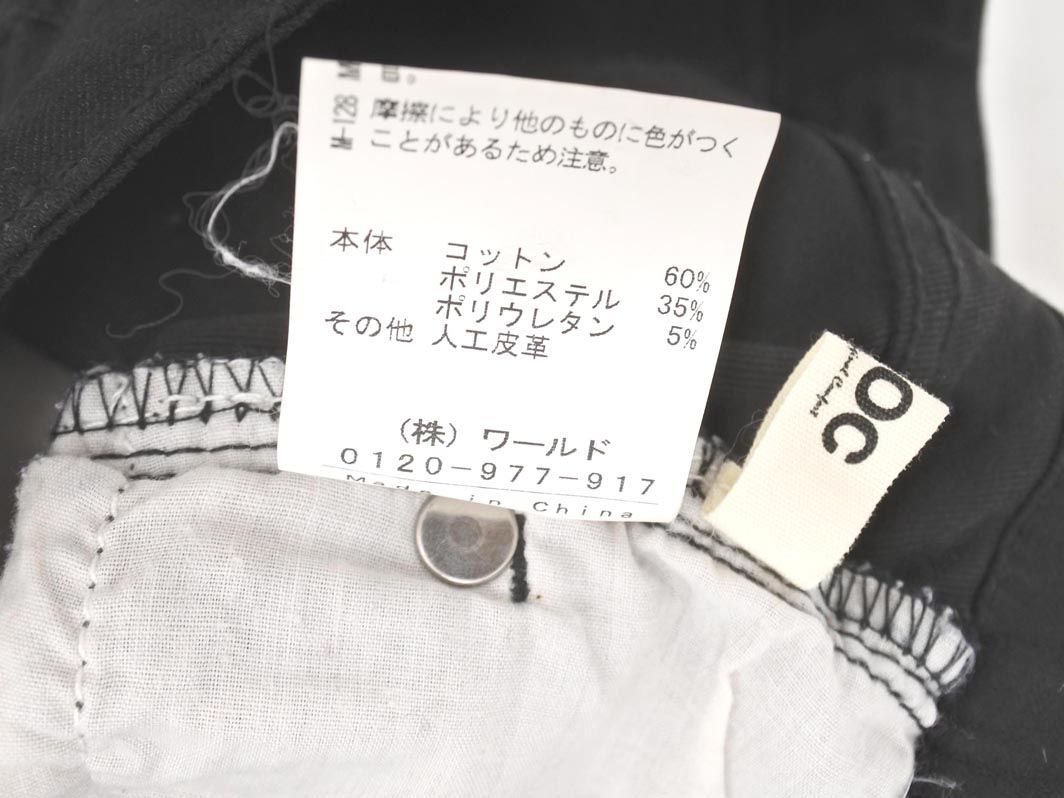 摩擦により他のものに色がつく
ことがあるため注意。
本体 コットン 60%
ポリエステル 35%
ポリウレタン 5%
その他 人工皮革
(株) ワールド
0120-977-917
Made in China
OC